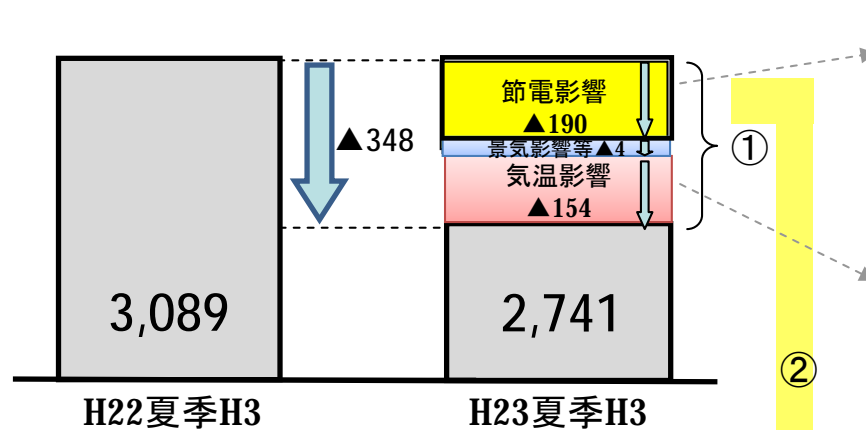 節電影響
▲190
▲348
景気影響等▲4
①
気温影響
▲154
3,089
2,741
②
H22夏季H3
H23夏季H3